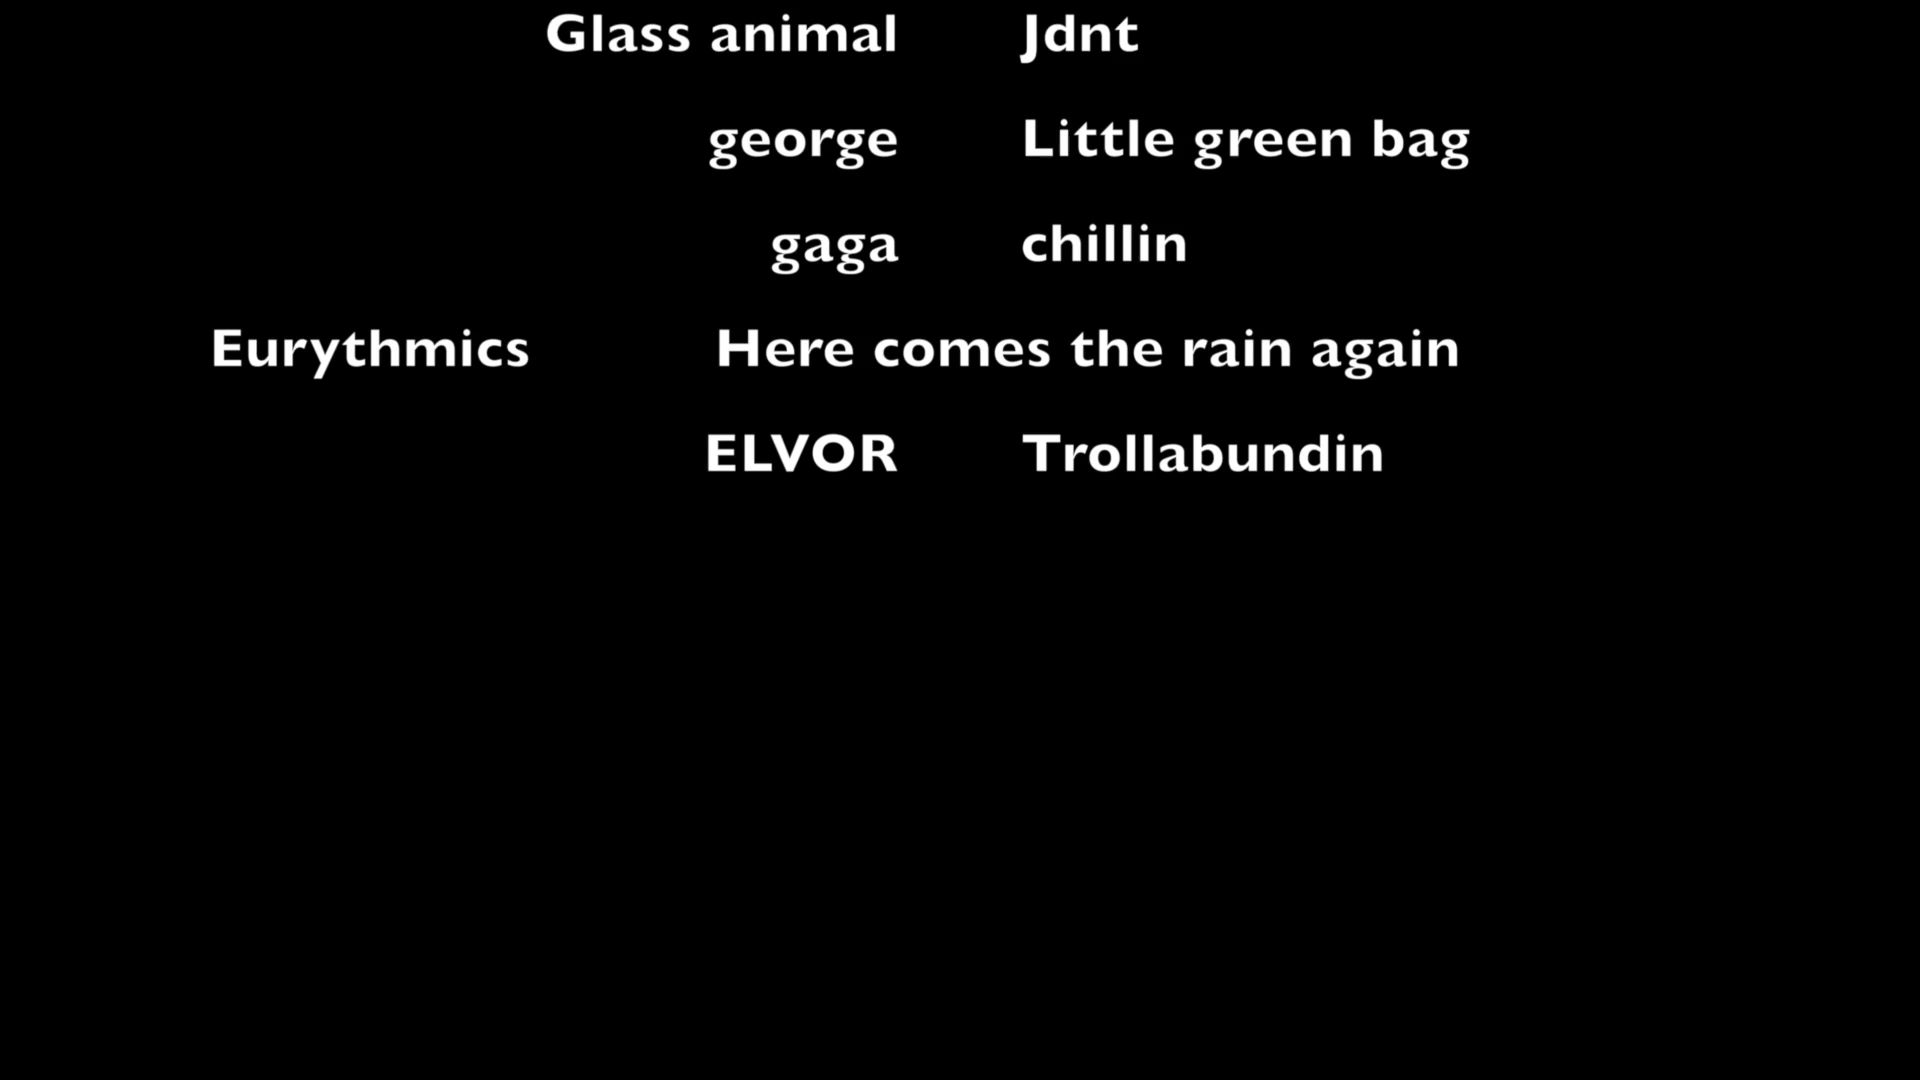 Glass animal Jdnt
george Little green bag
gaga chillin
Eurythmics Here comes the rain again
ELVOR Trollabundin